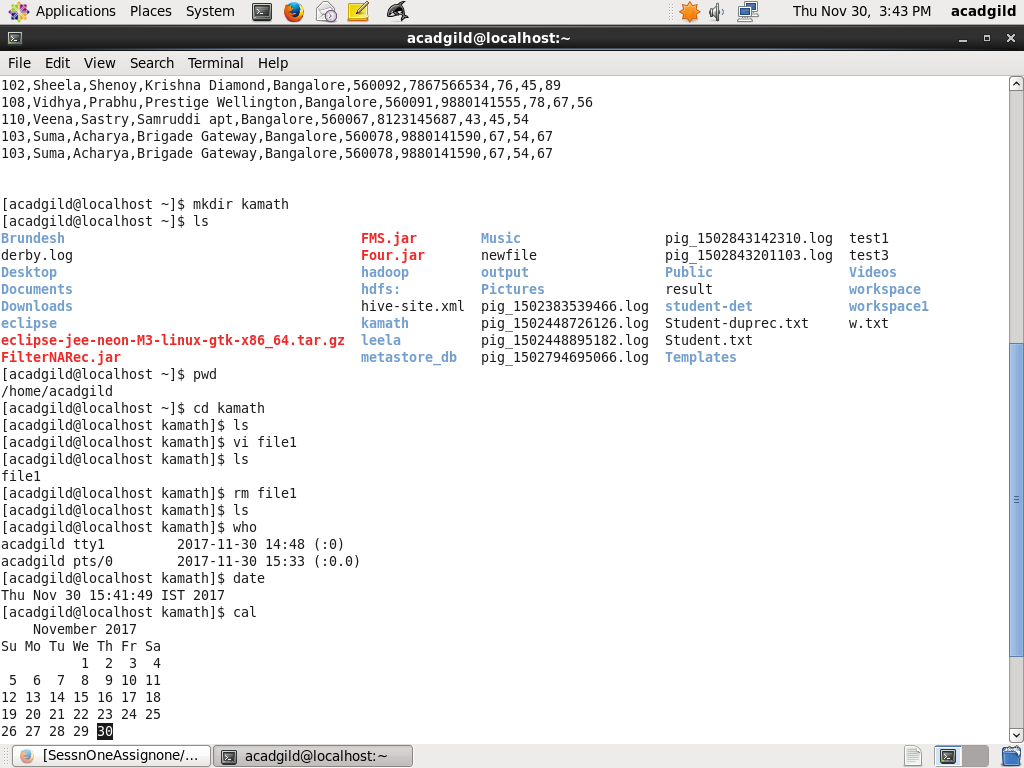 Applications Places System Thu Nov 30, 3:43 PM acadgild
acadgild@localhost:~
File Edit View Search Terminal Help
102,Sheela,Shenoy,Krishna Diamond,Bangalore,560092,7867566534,76,45,89
108,Vidhya,Prabhu,Prestige Wellington,Bangalore,560091,9880141555,78,67,56
110,Veena,Sastry,Samruddi apt,Bangalore,560067,8123145687,43,45,54
103,Suma,Acharya,Brigade Gateway,Bangalore,560078,9880141590,67,54,67
103,Suma,Acharya,Brigade Gateway,Bangalore,560078,9880141590,67,54,67
[acadgild@localhost ~]$ mkdir kamath
[acadgild@localhost ~]$ ls
Brundesh FMS.jar Music pig_1502843142310.log test1
derby.log Four.jar newfile pig_1502843201103.log test3
Desktop hadoop output Public Videos
Documents hdfs: Pictures result workspace
Downloads hive-site.xml pig_1502383539466.log student-det workspace1
eclipse kamath pig_1502448726126.log Student-duprec.txt w.txt
eclipse-jee-neon-M3-linux-gtk-x86_64.tar.gz leela pig_1502448895182.log Student.txt
FilterNARec.jar metastore_db pig_1502794695066.log Templates
[acadgild@localhost ~]$ pwd
/home/acadgild
[acadgild@localhost ~]$ cd kamath
[acadgild@localhost kamath]$ ls
[acadgild@localhost kamath]$ vi file1
[acadgild@localhost kamath]$ ls
file1
[acadgild@localhost kamath]$ rm file1
[acadgild@localhost kamath]$ ls
[acadgild@localhost kamath]$ who
acadgild tty1         2017-11-30 14:48 (:0)
acadgild pts/0        2017-11-30 15:33 (:0.0)
[acadgild@localhost kamath]$ date
Thu Nov 30 15:41:49 IST 2017
[acadgild@localhost kamath]$ cal
    November 2017
Su Mo Tu We Th Fr Sa
          1  2  3  4
 5  6  7  8  9 10 11
12 13 14 15 16 17 18
19 20 21 22 23 24 25
26 27 28 29 30
[SessnOneAssignone/... acadgild@localhost:~